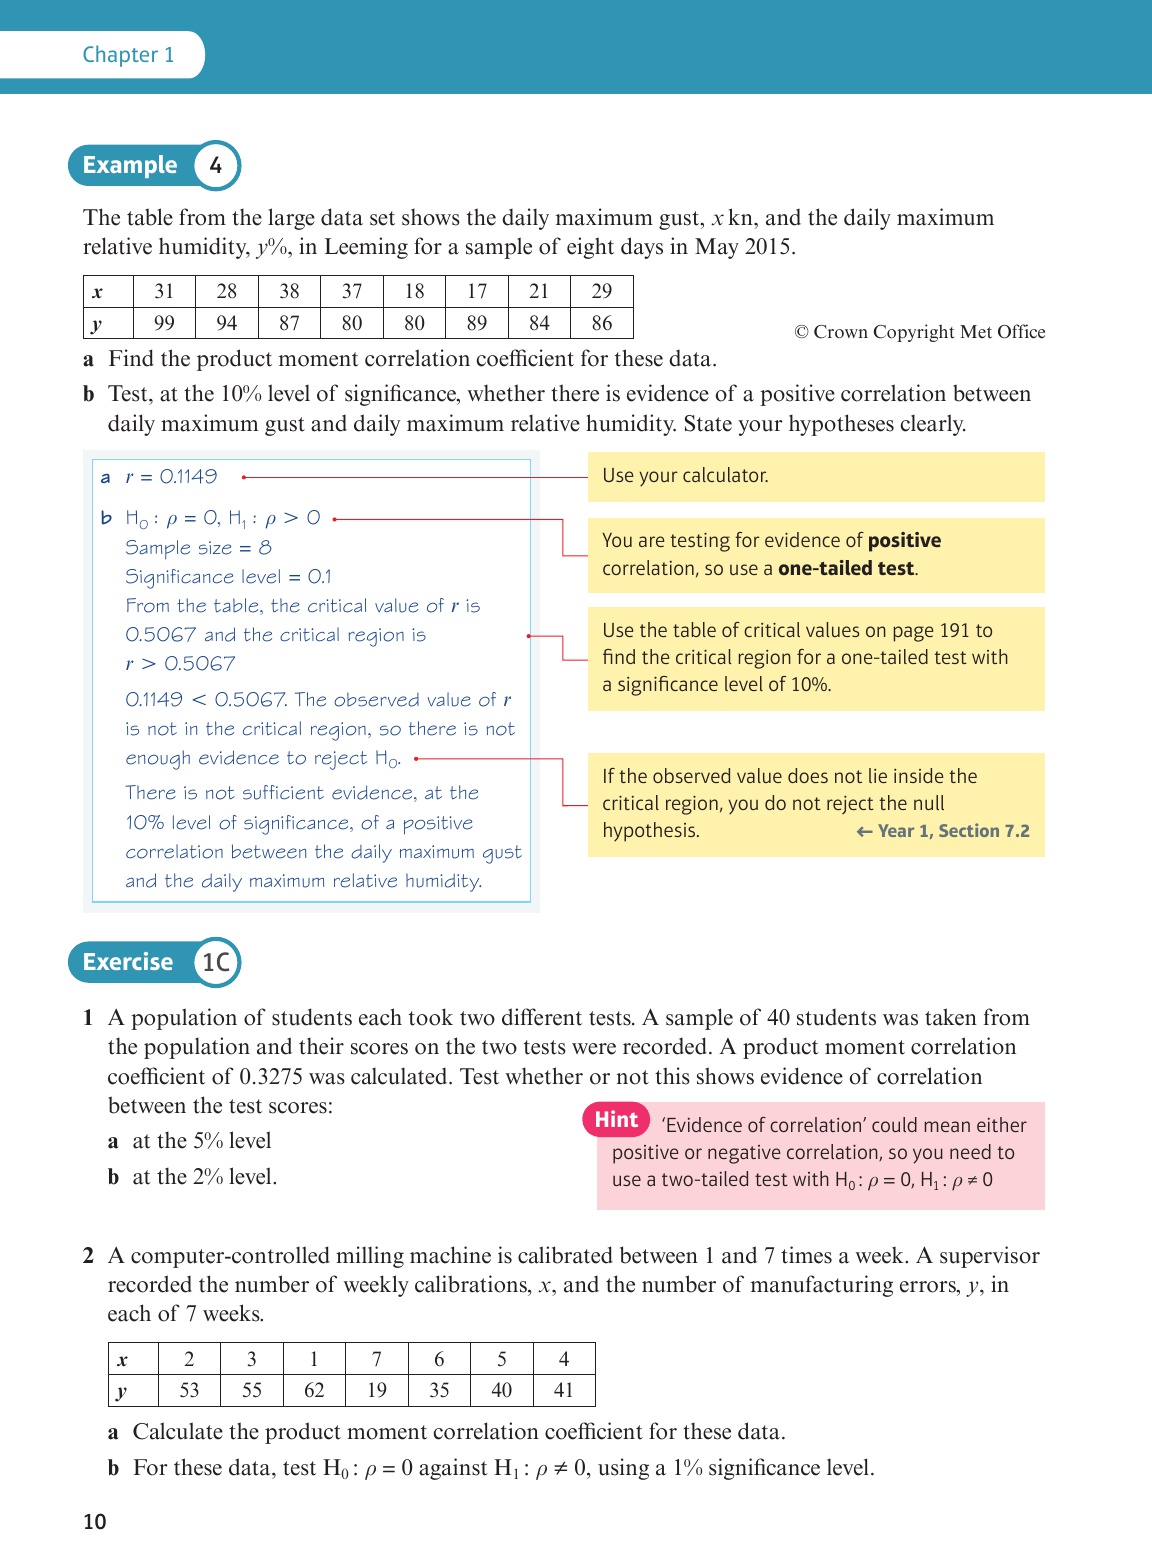 Chapter 1
Example 4
The table from the large data set shows the daily maximum gust, x kn, and the daily maximum
relative humidity, y%, in Leeming for a sample of eight days in May 2015.
x 31 28 38 37 18 17 21 29
y 99 94 87 80 80 89 84 86
© Crown Copyright Met Office
a Find the product moment correlation coefficient for these data.
b Test, at the 10% level of significance, whether there is evidence of a positive correlation between
daily maximum gust and daily maximum relative humidity. State your hypotheses clearly.
a r = 0.1149
Use your calculator.
b H₀ : ρ = 0, H₁ : ρ > 0
Sample size = 8
Significance level = 0.1
From the table, the critical value of r is
0.5067 and the critical region is
r > 0.5067
0.1149 < 0.5067. The observed value of r
is not in the critical region, so there is not
enough evidence to reject H₀.
There is not sufficient evidence, at the
10% level of significance, of a positive
correlation between the daily maximum gust
and the daily maximum relative humidity.
You are testing for evidence of positive
correlation, so use a one-tailed test.
Use the table of critical values on page 191 to
find the critical region for a one-tailed test with
a significance level of 10%.
If the observed value does not lie inside the
critical region, you do not reject the null
hypothesis. ← Year 1, Section 7.2
Exercise 1C
1 A population of students each took two different tests. A sample of 40 students was taken from
the population and their scores on the two tests were recorded. A product moment correlation
coefficient of 0.3275 was calculated. Test whether or not this shows evidence of correlation
between the test scores:
a at the 5% level
b at the 2% level.
Hint 'Evidence of correlation' could mean either
positive or negative correlation, so you need to
use a two-tailed test with H₀ : ρ = 0, H₁ : ρ ≠ 0
2 A computer-controlled milling machine is calibrated between 1 and 7 times a week. A supervisor
recorded the number of weekly calibrations, x, and the number of manufacturing errors, y, in
each of 7 weeks.
x 2 3 1 7 6 5 4
y 53 55 62 19 35 40 41
a Calculate the product moment correlation coefficient for these data.
b For these data, test H₀ : ρ = 0 against H₁ : ρ ≠ 0, using a 1% significance level.
10